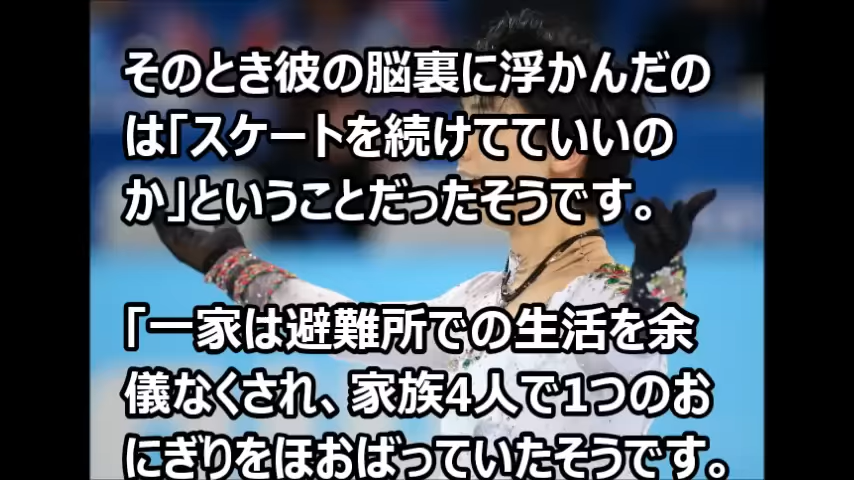 そのとき彼の脳裏に浮かんだの
は「スケートを続けてていいの
か」ということだったそうです。
「一家は避難所での生活を余
儀なくされ、家族4人で1つのお
にぎりをほおばっていたそうです。